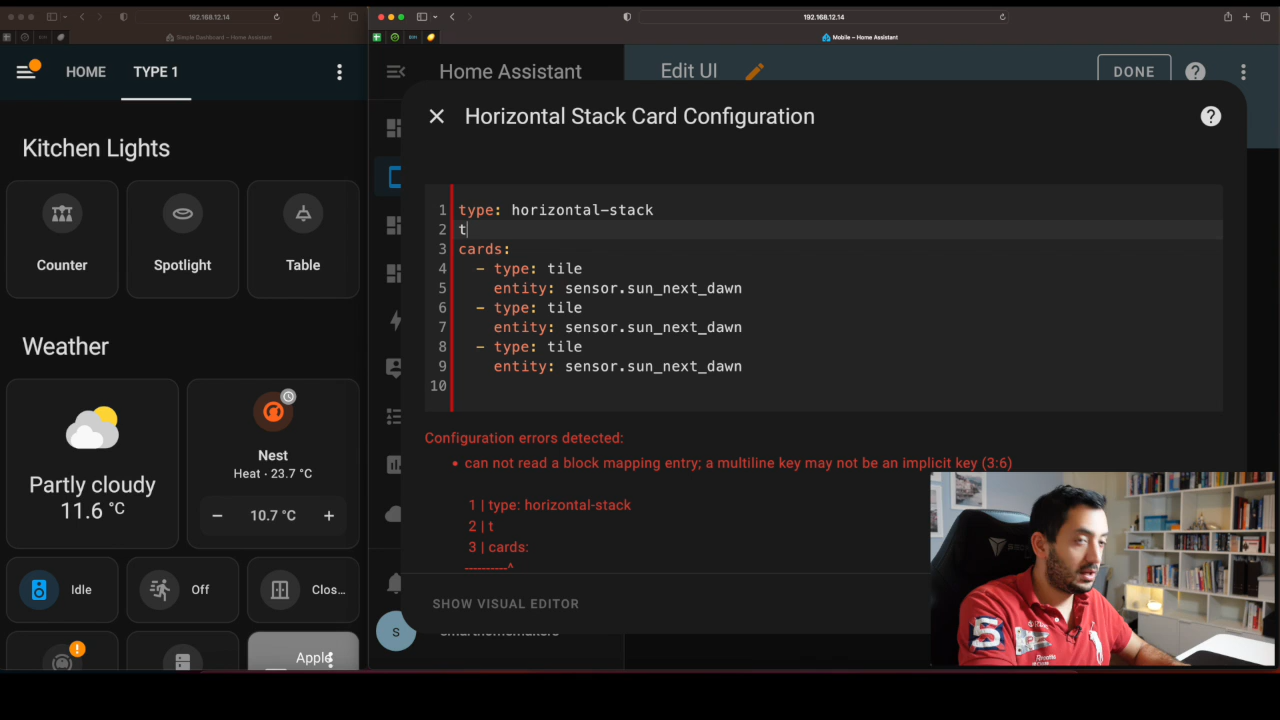 192.168.12.14
192.168.12.14
Simple Dashboard – Home Assistant
Mobile – Home Assistant
HOME
TYPE 1
Home Assistant
Edit UI
DONE
Horizontal Stack Card Configuration
Kitchen Lights
Counter
Spotlight
Table
Weather
Partly cloudy
11.6 °C
Nest
Heat · 23.7 °C
− 10.7 °C +
Idle
Off
Clos...
Apple
1 type: horizontal-stack
2 t
3 cards:
4 - type: tile
5 entity: sensor.sun_next_dawn
6 - type: tile
7 entity: sensor.sun_next_dawn
8 - type: tile
9 entity: sensor.sun_next_dawn
10
Configuration errors detected:
• can not read a block mapping entry; a multiline key may not be an implicit key (3:6)
1 | type: horizontal-stack
2 | t
3 | cards:
----------^
SHOW VISUAL EDITOR
S
smarthomemakers
5